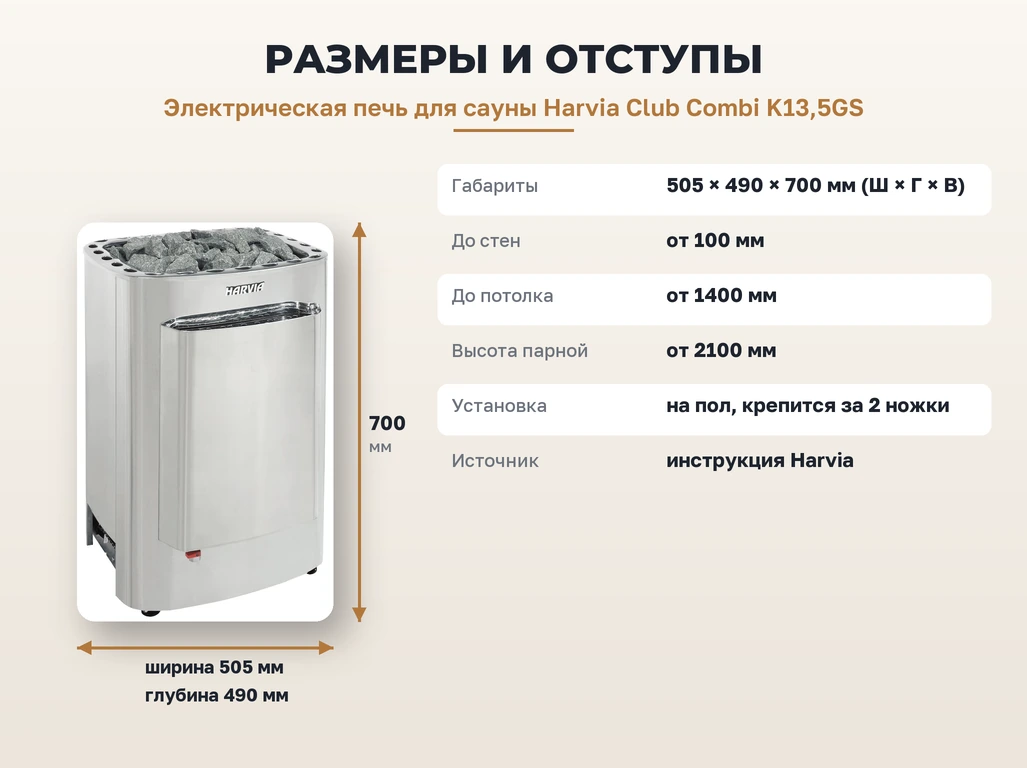 РАЗМЕРЫ И ОТСТУПЫ
Электрическая печь для сауны Harvia Club Combi K13,5GS
Габариты 505 × 490 × 700 мм (Ш × Г × В)
До стен от 100 мм
До потолка от 1400 мм
Высота парной от 2100 мм
Установка на пол, крепится за 2 ножки
Источник инструкция Harvia
HARVIA
700
мм
ширина 505 мм
глубина 490 мм